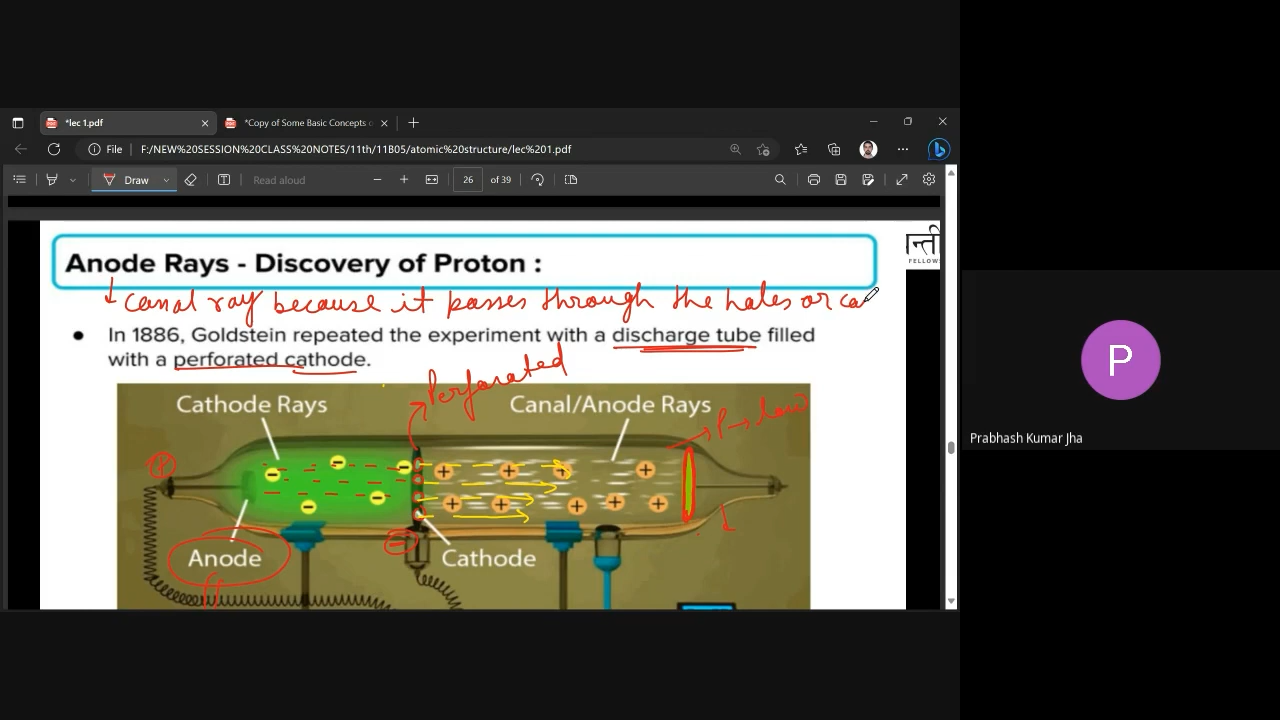 *lec 1.pdf
*Copy of Some Basic Concepts o
File F:/NEW%20SESSION%20CLASS%20NOTES/11th/11B05/atomic%20structure/lec%201.pdf
Draw
Read aloud
26 of 39
न्ती
FELLOW
Anode Rays - Discovery of Proton :
↓ canal ray because it passes through the holes or ca
• In 1886, Goldstein repeated the experiment with a discharge tube filled
with a perforated cathode.
Perforated
Cathode Rays
Canal/Anode Rays
P → low
+
Anode
−
Cathode
P
Prabhash Kumar Jha